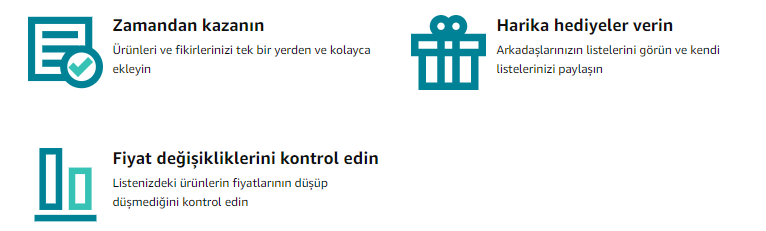 Zamandan kazanın
Ürünleri ve fikirlerinizi tek bir yerden ve kolayca
ekleyin
Harika hediyeler verin
Arkadaşlarınızın listelerini görün ve kendi
listelerinizi paylaşın
Fiyat değişikliklerini kontrol edin
Listenizdeki ürünlerin fiyatlarının düşüp
düşmediğini kontrol edin